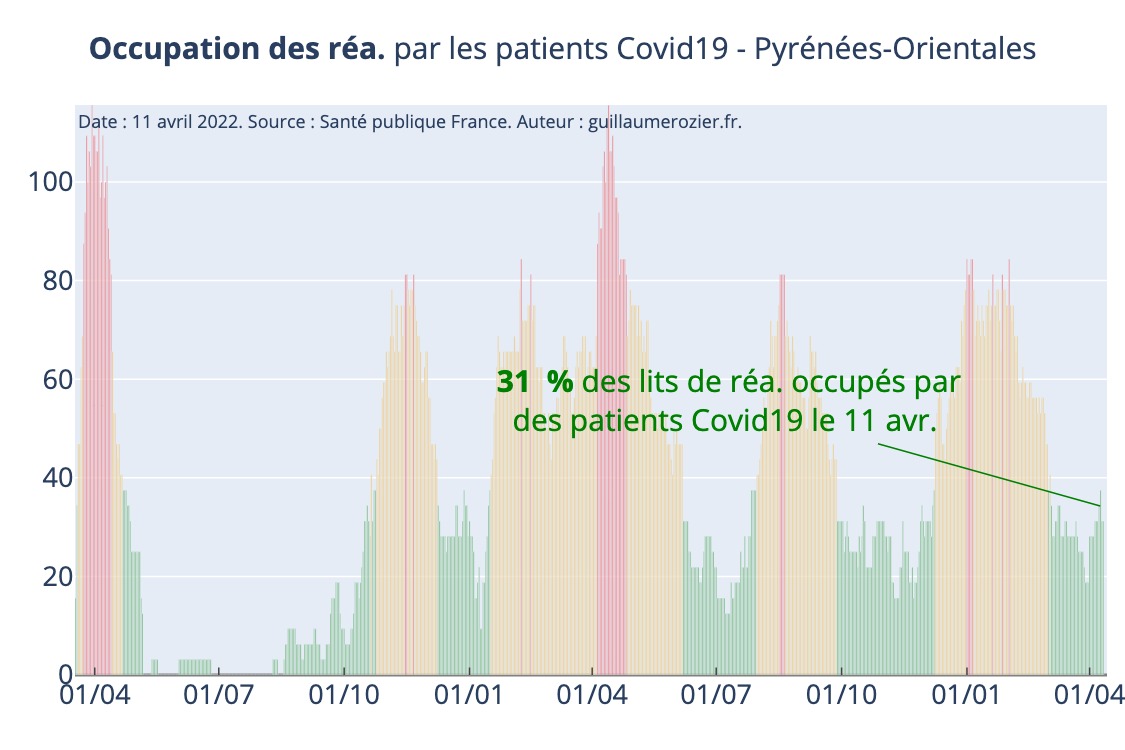 Occupation des réa. par les patients Covid19 - Pyrénées-Orientales
Date : 11 avril 2022. Source : Santé publique France. Auteur : guillaumerozier.fr.
100
80
60
40
20
0
31 % des lits de réa. occupés par
des patients Covid19 le 11 avr.
01/04 01/07 01/10 01/01 01/04 01/07 01/10 01/01 01/04